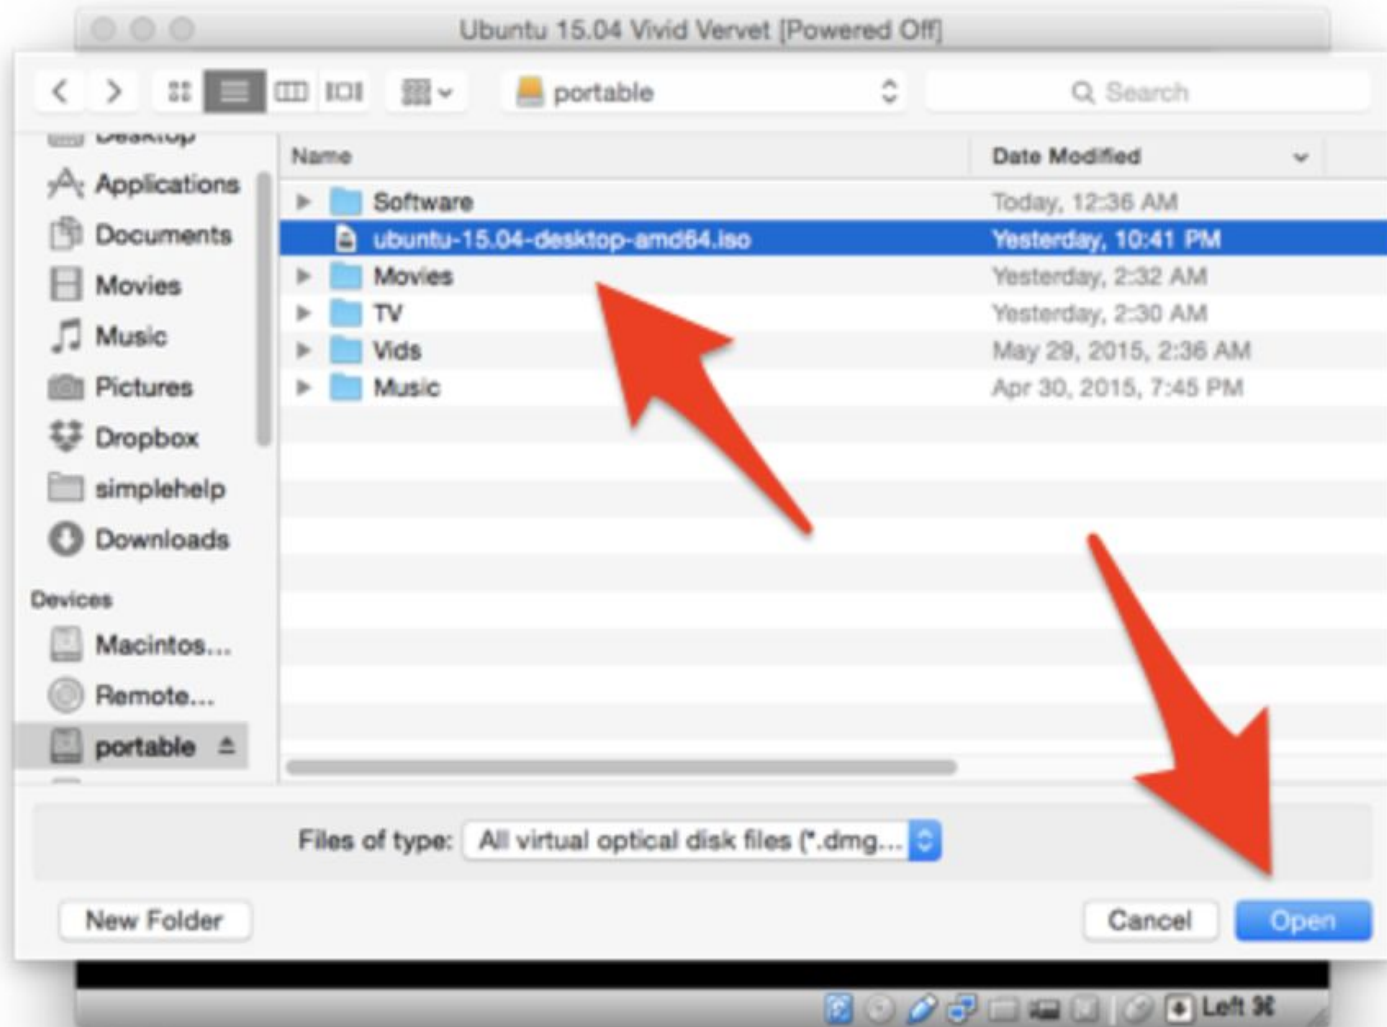 Ubuntu 15.04 Vivid Vervet [Powered Off]
portable
Search
Desktop
Applications
Documents
Movies
Music
Pictures
Dropbox
simplehelp
Downloads
Devices
Macintos...
Remote...
portable
Name Date Modified
Software Today, 12:36 AM
ubuntu-15.04-desktop-amd64.iso Yesterday, 10:41 PM
Movies Yesterday, 2:32 AM
TV Yesterday, 2:30 AM
Vids May 29, 2015, 2:36 AM
Music Apr 30, 2015, 7:45 PM
Files of type: All virtual optical disk files (*.dmg...
New Folder
Cancel
Open
Left ⌘